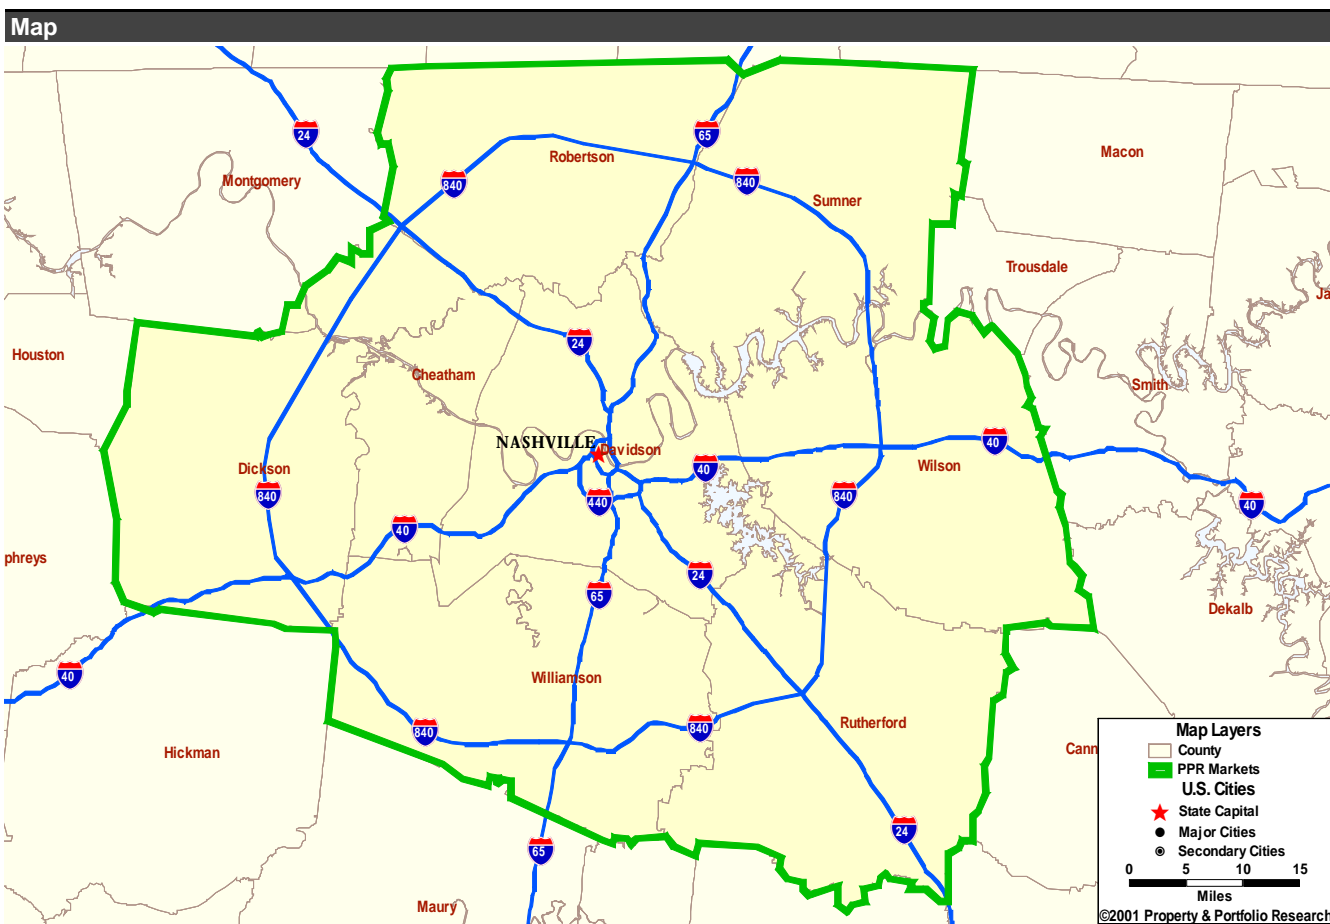 Map
24
65
Robertson
Macon
840
840
Montgomery
Sumner
Trousdale
Ja
24
Houston
Cheatham
Smith
NASHVILLE
Davidson
40
Dickson
40
Wilson
840
440
840
40
40
phreys
24
65
Dekalb
40
Williamson
Rutherford
840
840
Hickman
Cann
24
65
Maury
Map Layers
County
PPR Markets
U.S. Cities
State Capital
Major Cities
Secondary Cities
0 5 10 15
Miles
©2001 Property & Portfolio Research